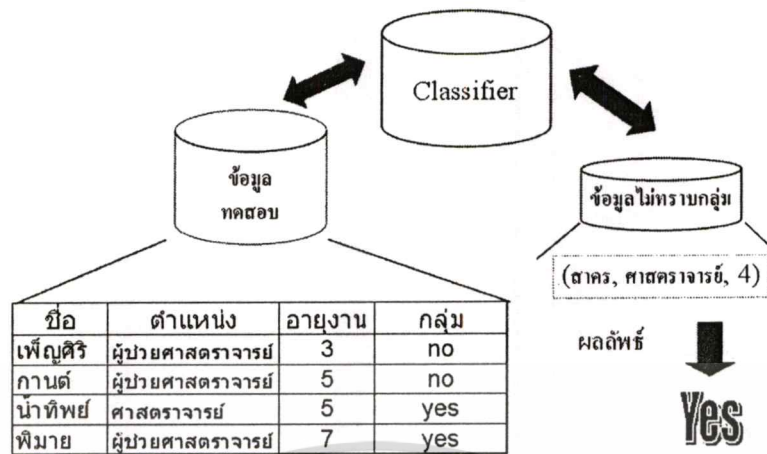 Classifier
ข้อมูล
ทดสอบ
ข้อมูลไม่ทราบกลุ่ม
(สาคร, ศาสตราจารย์, 4)
ชื่อ ตำแหน่ง อายุงาน กลุ่ม
เพ็ญศิริ ผู้ช่วยศาสตราจารย์ 3 no
กานต์ ผู้ช่วยศาสตราจารย์ 5 no
น้ำทิพย์ ศาสตราจารย์ 5 yes
พิมาย ผู้ช่วยศาสตราจารย์ 7 yes
ผลลัพธ์
Yes